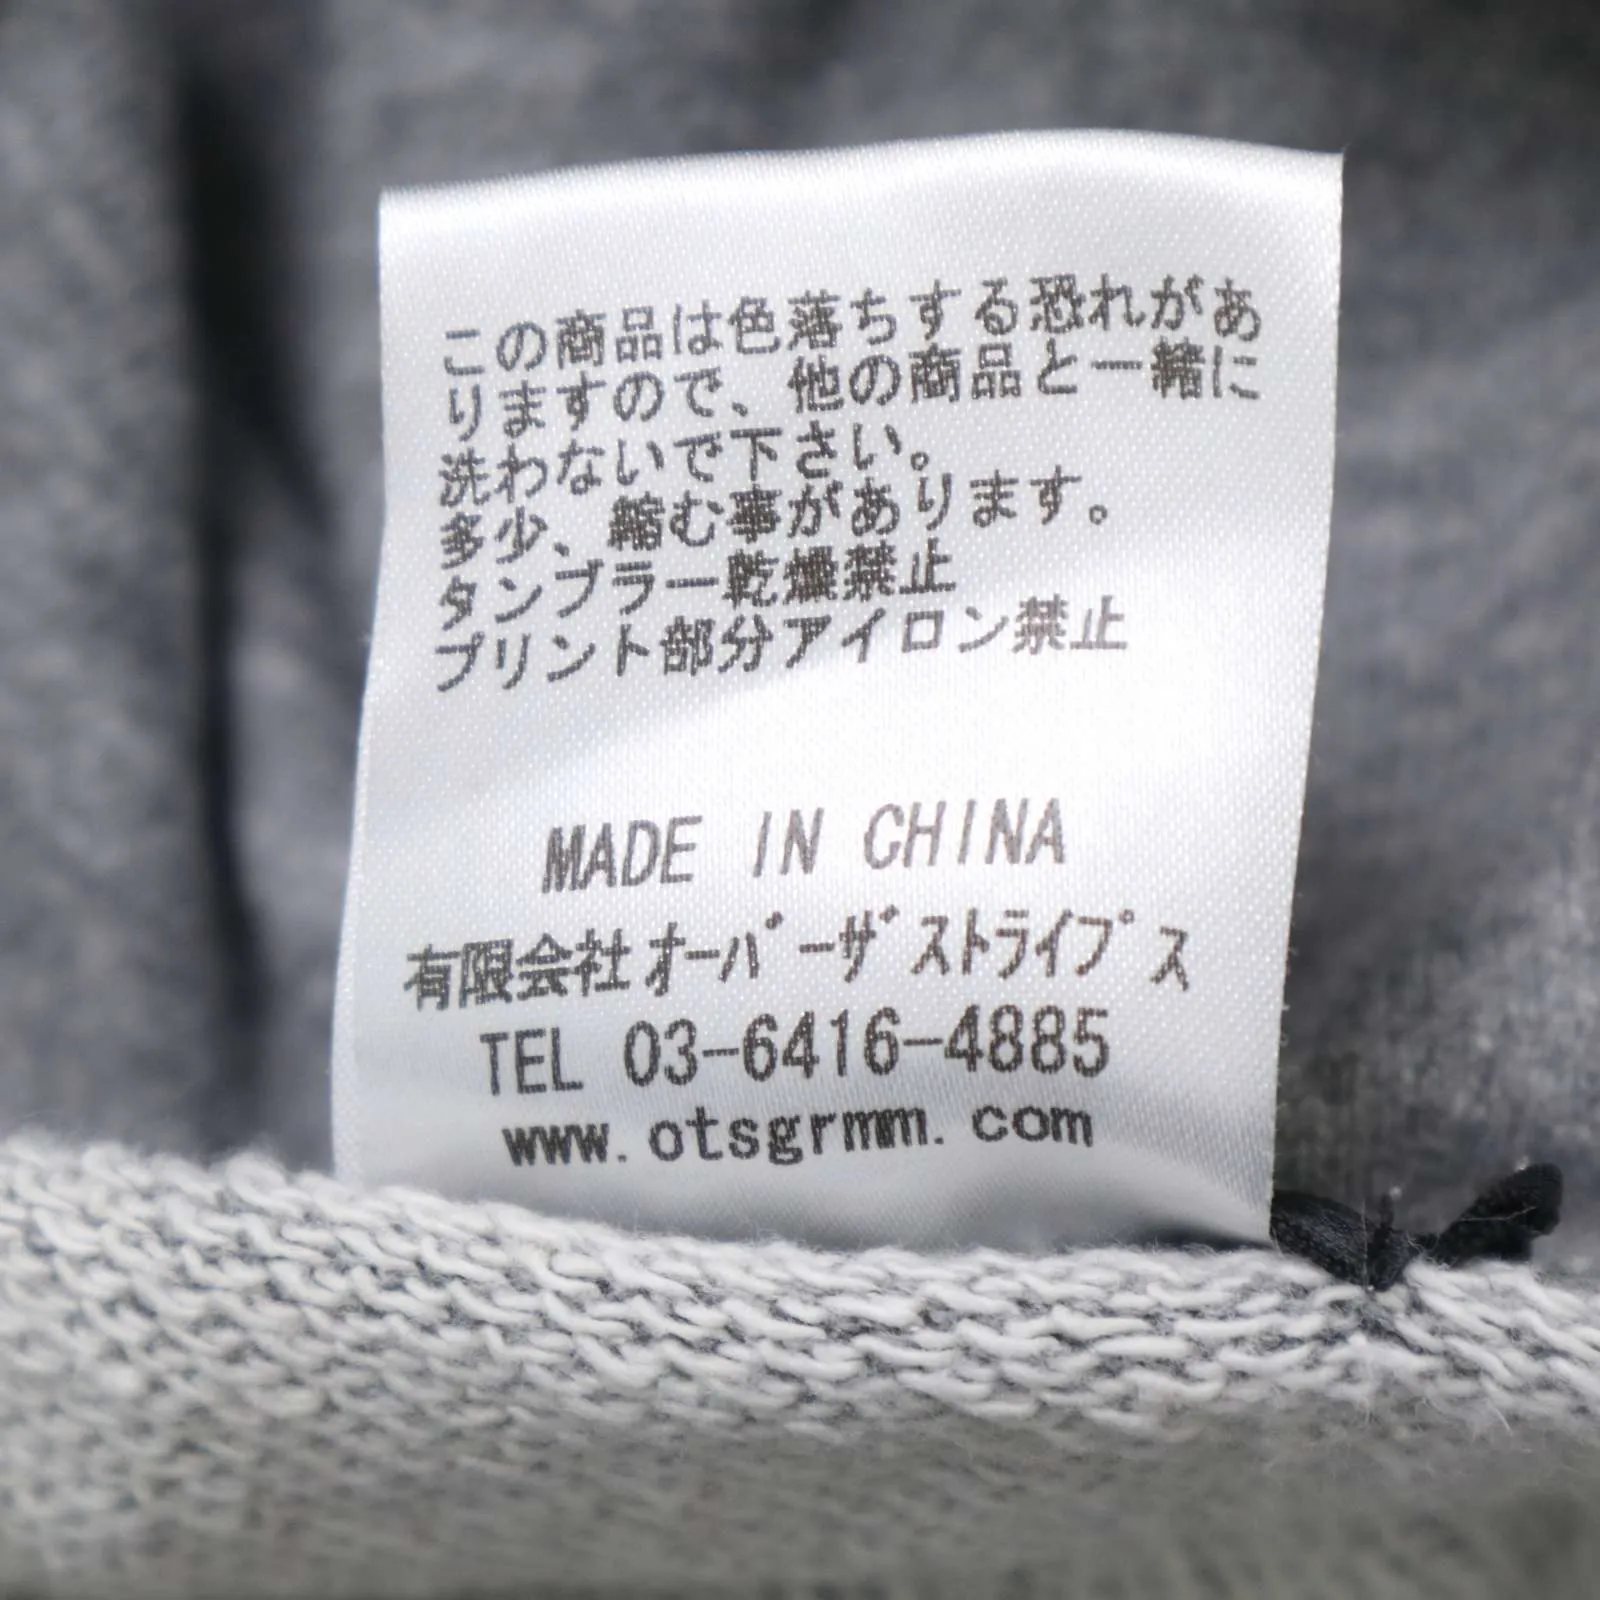 この商品は色落ちする恐れがあ
りますので、他の商品と一緒に
洗わないで下さい。
多少、縮む事があります。
タンブラー乾燥禁止
プリント部分アイロン禁止
MADE IN CHINA
有限会社ｵｰﾊﾞｰｻﾞｽﾄﾗｲﾌﾟｽ
TEL 03-6416-4885
www.otsgrmm.com